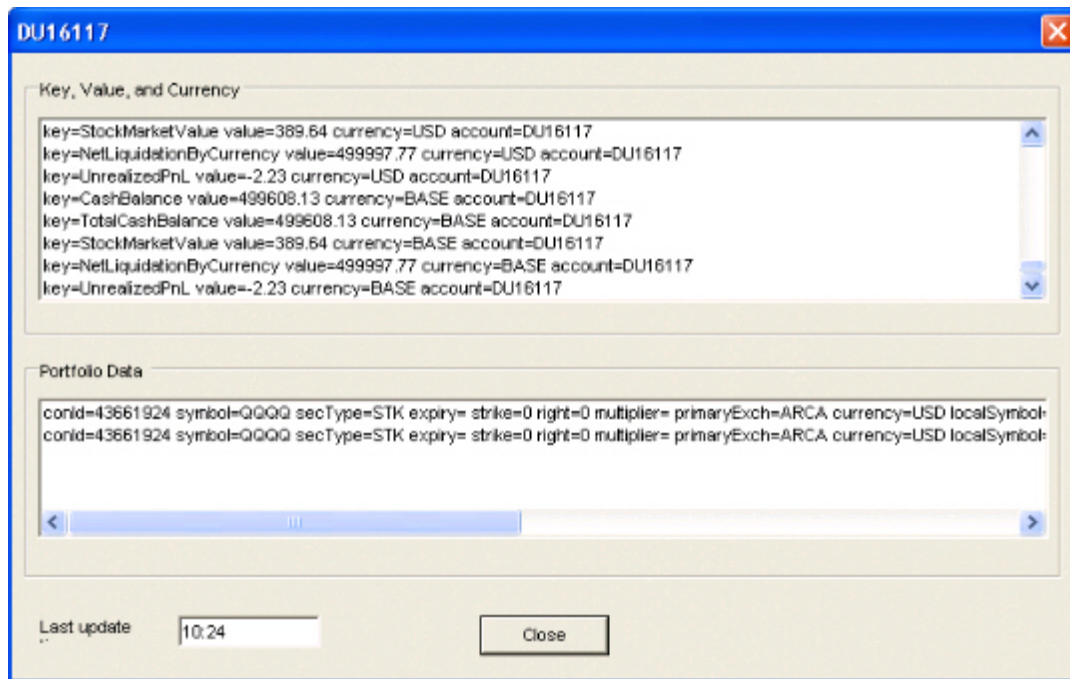 DU16117
Key, Value, and Currency
key=StockMarketValue value=389.64 currency=USD account=DU16117
key=NetLiquidationByCurrency value=499997.77 currency=USD account=DU16117
key=UnrealizedPnL value=-2.23 currency=USD account=DU16117
key=CashBalance value=499608.13 currency=BASE account=DU16117
key=TotalCashBalance value=499608.13 currency=BASE account=DU16117
key=StockMarketValue value=389.64 currency=BASE account=DU16117
key=NetLiquidationByCurrency value=499997.77 currency=BASE account=DU16117
key=UnrealizedPnL value=-2.23 currency=BASE account=DU16117
Portfolio Data
conid=43661924 symbol=QQQQ secType=STK expiry= strike=0 right=0 multiplier= primaryExch=ARCA currency=USD localSymbol=
conid=43661924 symbol=QQQQ secType=STK expiry= strike=0 right=0 multiplier= primaryExch=ARCA currency=USD localSymbol=
Last update
10:24
Close